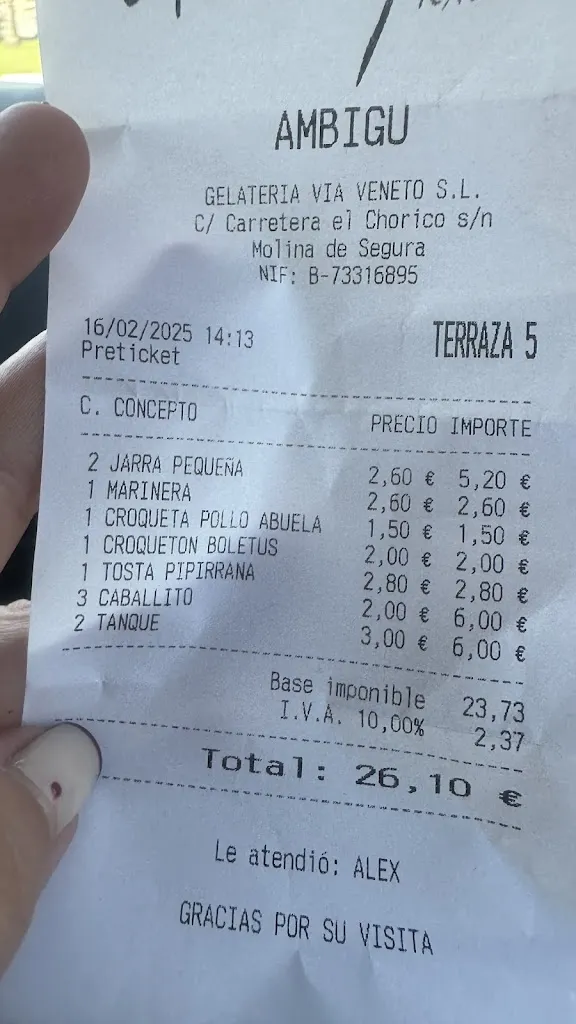 AMBIGU
GELATERIA VIA VENETO S.L.
C/ Carretera el Chorico s/n
Molina de Segura
NIF: B-73316895
16/02/2025 14:13 TERRAZA 5
Preticket
C. CONCEPTO PRECIO IMPORTE
2 JARRA PEQUEÑA 2,60 € 5,20 €
1 MARINERA 2,60 € 2,60 €
1 CROQUETA POLLO ABUELA 1,50 € 1,50 €
1 CROQUETON BOLETUS 2,00 € 2,00 €
1 TOSTA PIPIRRANA 2,80 € 2,80 €
3 CABALLITO 2,00 € 6,00 €
2 TANQUE 3,00 € 6,00 €
Base imponible 23,73
I.V.A. 10,00% 2,37
Total: 26,10 €
Le atendió: ALEX
GRACIAS POR SU VISITA